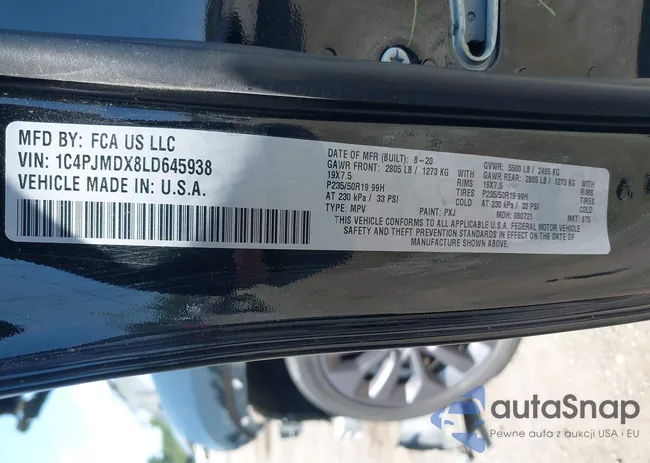 MFD BY: FCA US LLC
VIN: 1C4PJMDX8LD645938
VEHICLE MADE IN U.S.A.
DATE OF MFR (BUILT): 8-20
GAWR FRONT: 2805 LB / 1273 KG WITH
19X7.5 RIMS
P235/50R19 99H TIRES
AT 230 kPa / 33 PSI COLD
TYPE: MPV PAINT: PXJ
GVWR: 5500 LB / 2495 KG
GAWR REAR: 2805 LB / 1273 KG WITH
19X7.5 RIMS
P235/50R19 99H TIRES
AT 230 kPa / 33 PSI COLD
MDH: 080721 MKT: 875
VEHICLE CONFORMS TO ALL APPLICABLE U.S.A. FEDERAL MOTOR VEHICLE
SAFETY AND THEFT PREVENTION STANDARDS IN EFFECT ON THE DATE OF
MANUFACTURE SHOWN ABOVE.
autaSnap
Pewne auta z aukcji USA i EU